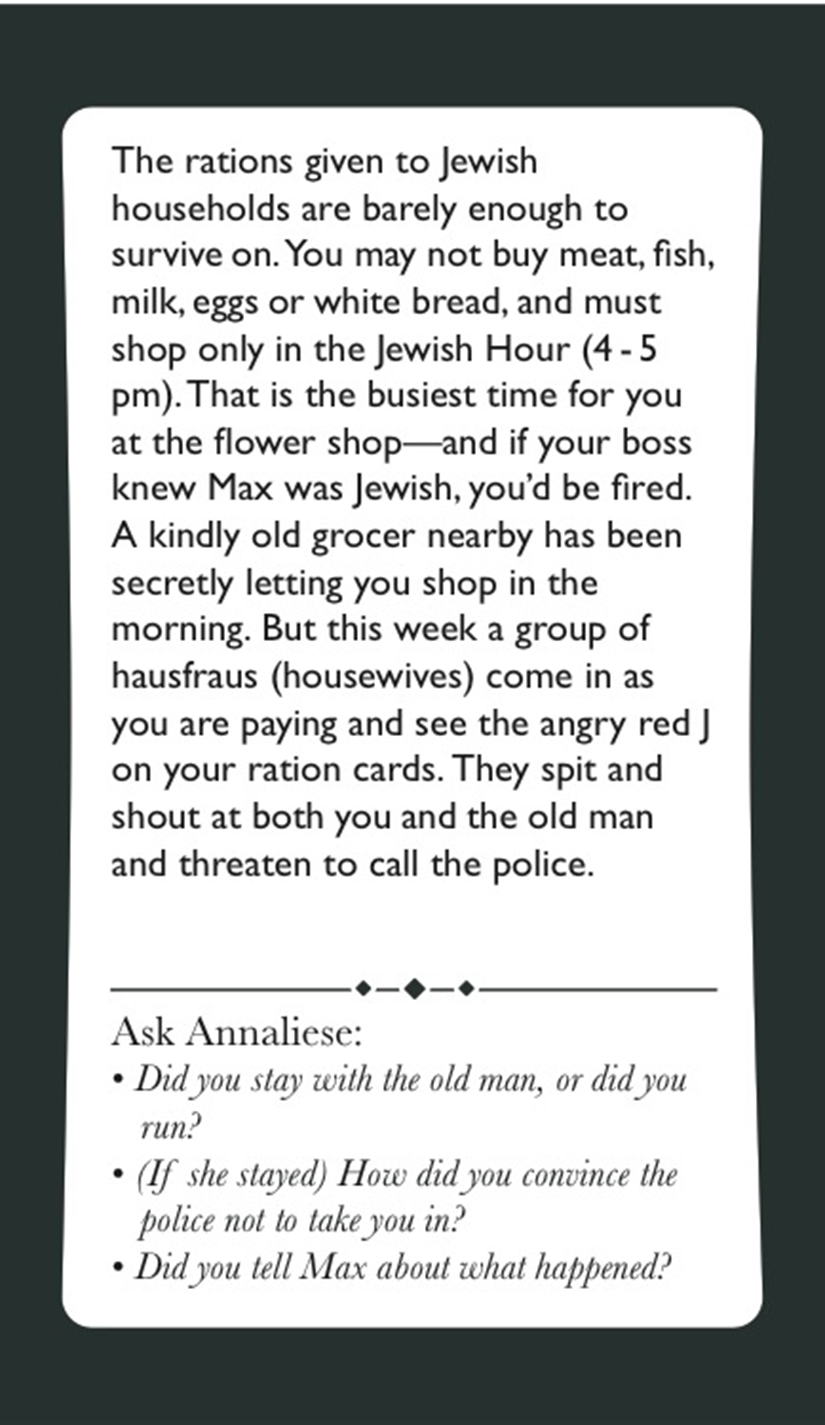 The rations given to Jewish
households are barely enough to
survive on. You may not buy meat, fish,
milk, eggs or white bread, and must
shop only in the Jewish Hour (4 - 5
pm). That is the busiest time for you
at the flower shop—and if your boss
knew Max was Jewish, you’d be fired.
A kindly old grocer nearby has been
secretly letting you shop in the
morning. But this week a group of
hausfraus (housewives) come in as
you are paying and see the angry red J
on your ration cards. They spit and
shout at both you and the old man
and threaten to call the police.
Ask Annaliese:
• Did you stay with the old man, or did you
run?
• (If she stayed) How did you convince the
police not to take you in?
• Did you tell Max about what happened?